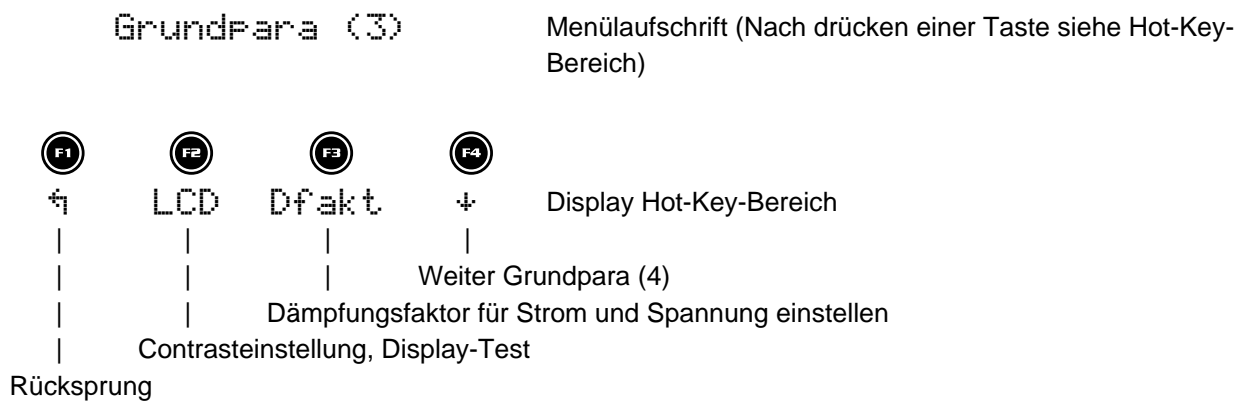 Grundpara (3) Menülaufschrift (Nach drücken einer Taste siehe Hot-Key-
Bereich)
F1 F2 F3 F4
↰ LCD Dfakt ↓ Display Hot-Key-Bereich
| | | |
| | | Weiter Grundpara (4)
| | Dämpfungsfaktor für Strom und Spannung einstellen
| Contrasteinstellung, Display-Test
Rücksprung